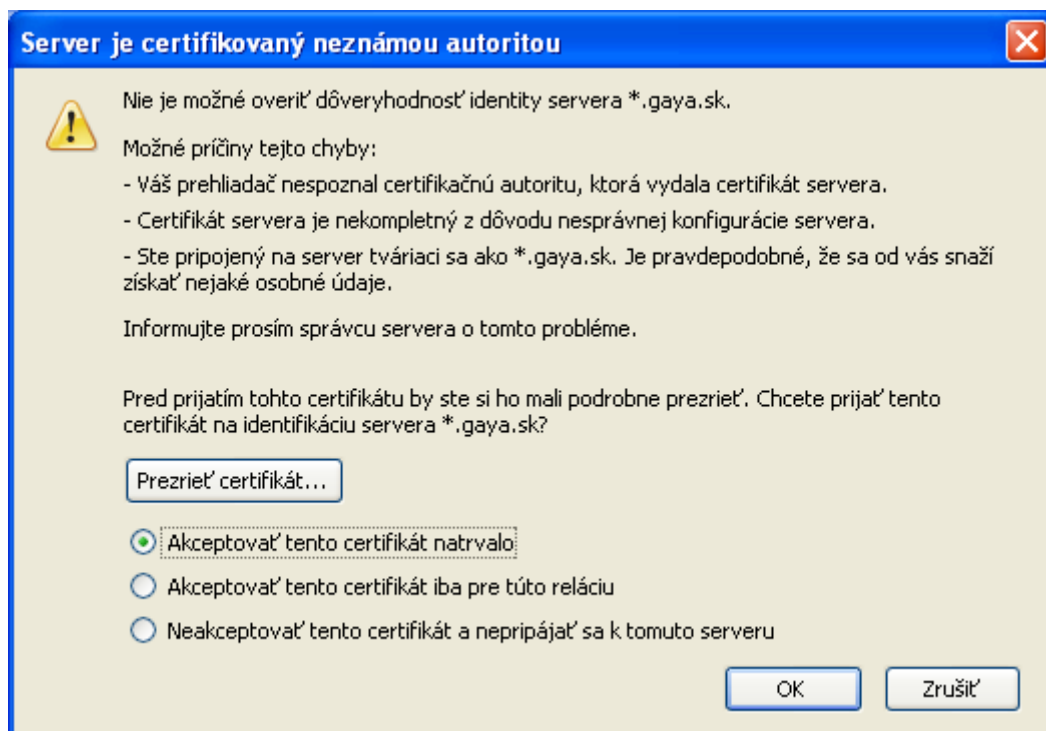 Server je certifikovaný neznámou autoritou
Nie je možné overiť dôveryhodnosť identity servera *.gaya.sk.
Možné príčiny tejto chyby:
- Váš prehliadač nespoznal certifikačnú autoritu, ktorá vydala certifikát servera.
- Certifikát servera je nekompletný z dôvodu nesprávnej konfigurácie servera.
- Ste pripojený na server tváriaci sa ako *.gaya.sk. Je pravdepodobné, že sa od vás snaží
získať nejaké osobné údaje.
Informujte prosím správcu servera o tomto probléme.
Pred prijatím tohto certifikátu by ste si ho mali podrobne prezrieť. Chcete prijať tento
certifikát na identifikáciu servera *.gaya.sk?
Prezrieť certifikát...
Akceptovať tento certifikát natrvalo
Akceptovať tento certifikát iba pre túto reláciu
Neakceptovať tento certifikát a nepripájať sa k tomuto serveru
OK
Zrušiť